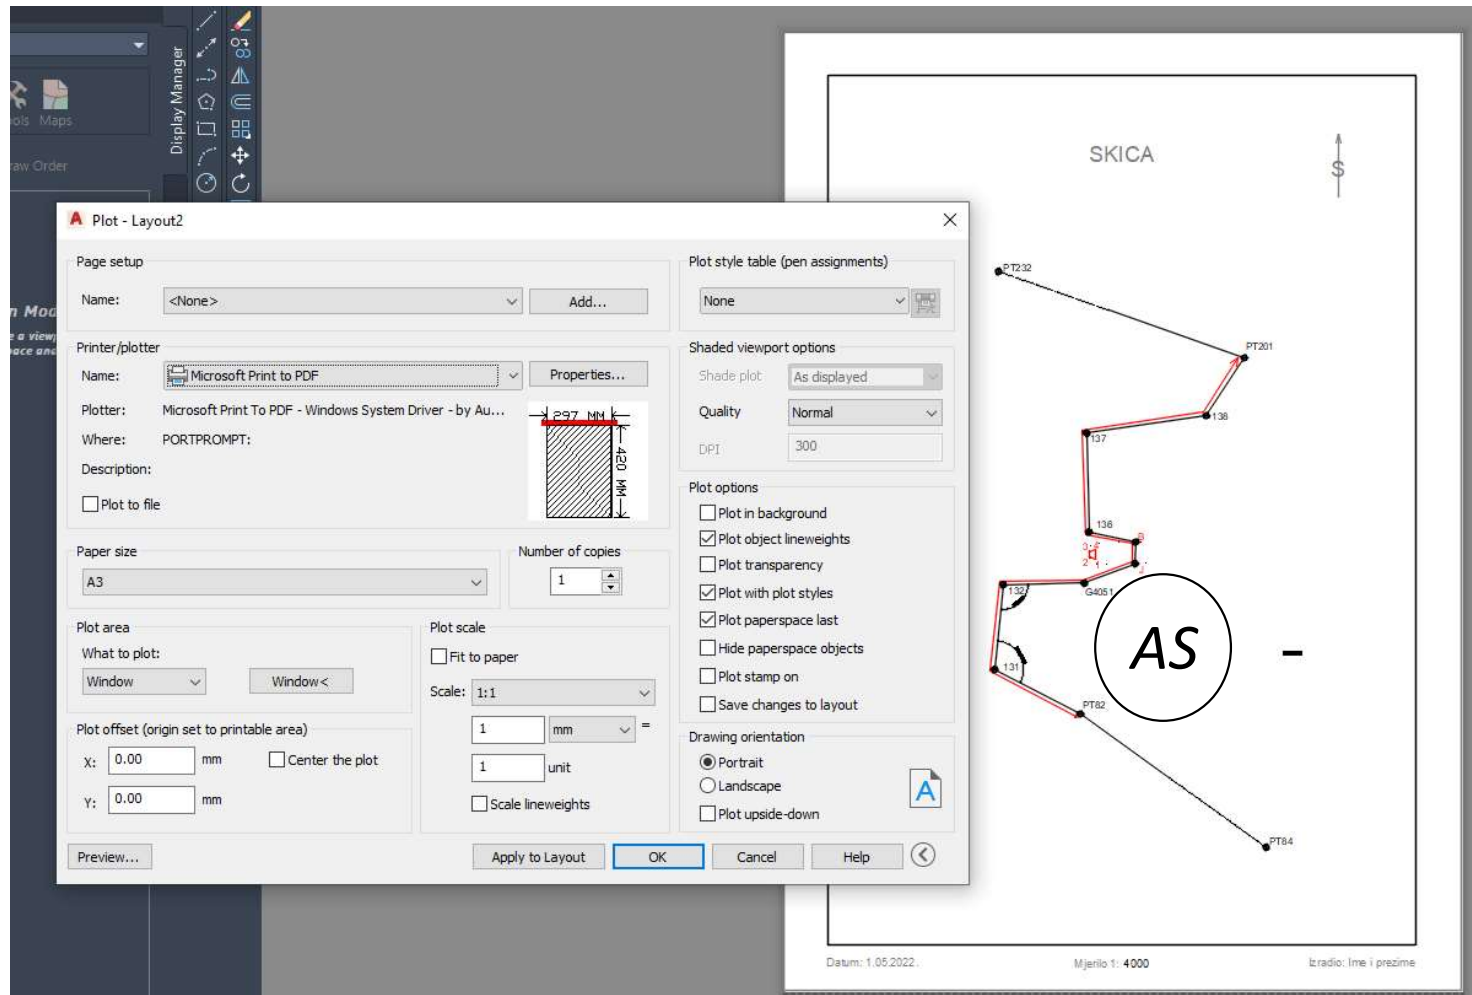 Display Manager
ools Maps
raw Order
n Mod
e a view
pace and
Plot - Layout2
Page setup
Name: <None> Add...
Printer/plotter
Name: Microsoft Print to PDF Properties...
Plotter: Microsoft Print To PDF - Windows System Driver - by Au...
Where: PORTPROMPT:
Description:
Plot to file
297 MM
420 MM
Paper size
A3
Number of copies
1
Plot area
What to plot:
Window Window<
Plot offset (origin set to printable area)
X: 0.00 mm Center the plot
Y: 0.00 mm
Plot scale
Fit to paper
Scale: 1:1
1 mm =
1 unit
Scale lineweights
Plot style table (pen assignments)
None
Shaded viewport options
Shade plot As displayed
Quality Normal
DPI 300
Plot options
Plot in background
Plot object lineweights
Plot transparency
Plot with plot styles
Plot paperspace last
Hide paperspace objects
Plot stamp on
Save changes to layout
Drawing orientation
Portrait
Landscape
Plot upside-down
A
Preview... Apply to Layout OK Cancel Help
SKICA
S
PT232
PT201
138
137
136
132
G4051
131
PT82
PT84
AS -
Datum: 1.05.2022. Mjerilo 1: 4000 Izradio: Ime i prezime